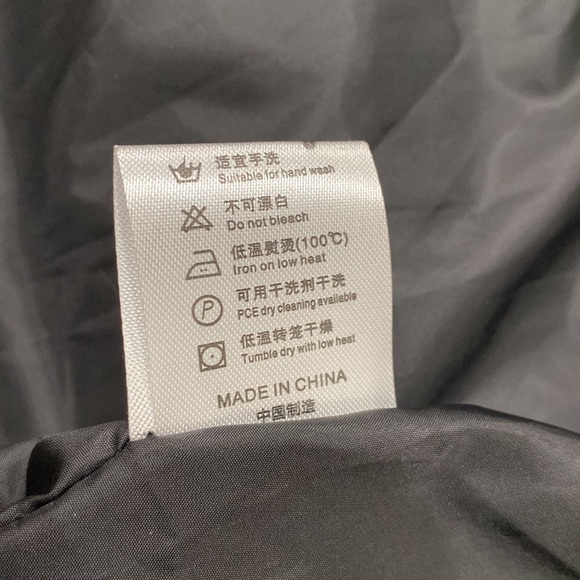 适宜手洗
Suitable for hand wash
不可漂白
Do not bleach
低温熨烫(100℃)
Iron on low heat
P
可用干洗剂干洗
PCE dry cleaning available
低温转笼干燥
Tumble dry with low heat
MADE IN CHINA
中国制造